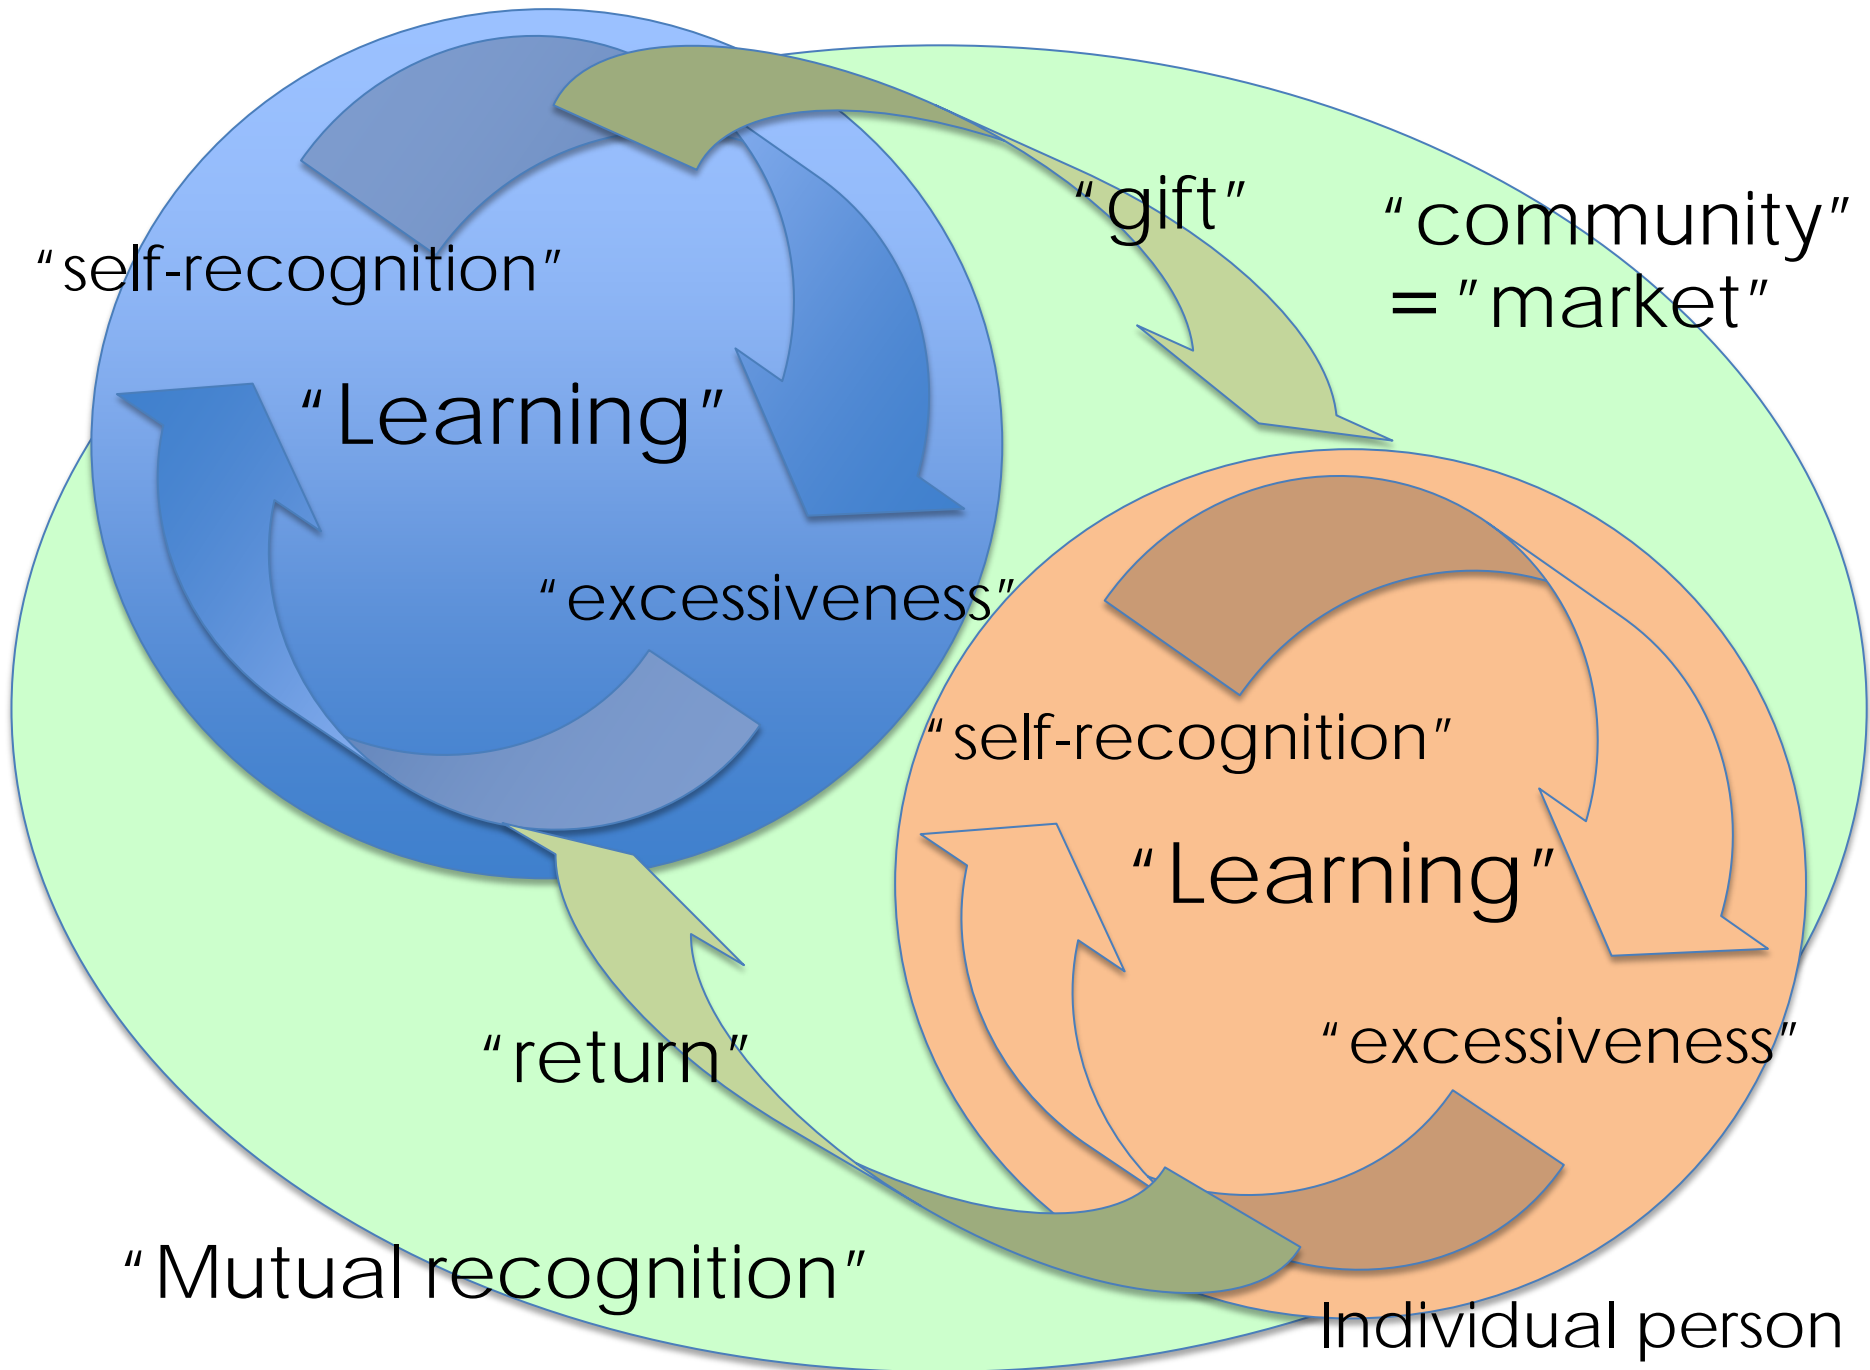 “gift”
“community”
=”market”
“self-recognition”
“Learning”
“excessiveness”
“self-recognition”
“Learning”
“excessiveness”
“return”
“Mutual recognition”
Individual person